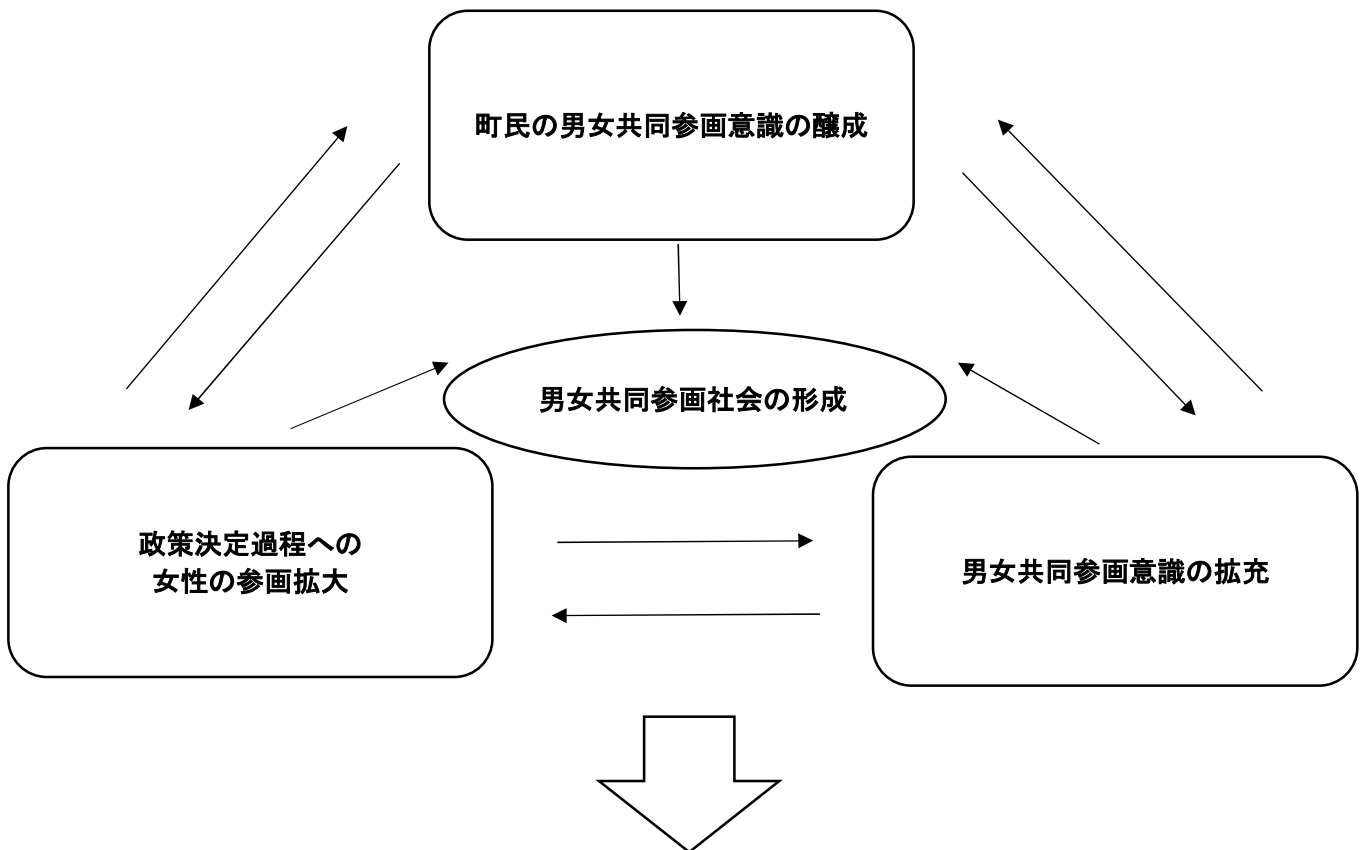 町民の男女共同参画意識の醸成
男女共同参画社会の形成
政策決定過程への
女性の参画拡大
男女共同参画意識の拡充